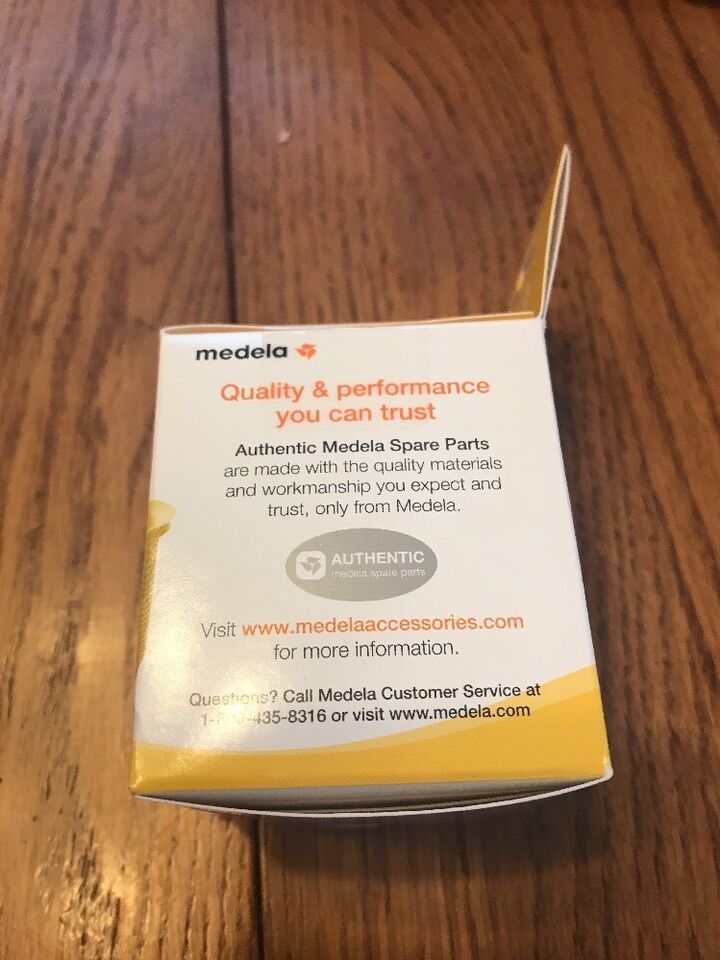 medela
Quality & performance
you can trust
Authentic Medela Spare Parts
are made with the quality materials
and workmanship you expect and
trust, only from Medela.
AUTHENTIC
medela spare parts
Visit www.medelaaccessories.com
for more information.
Questions? Call Medela Customer Service at
or visit www.medela.com